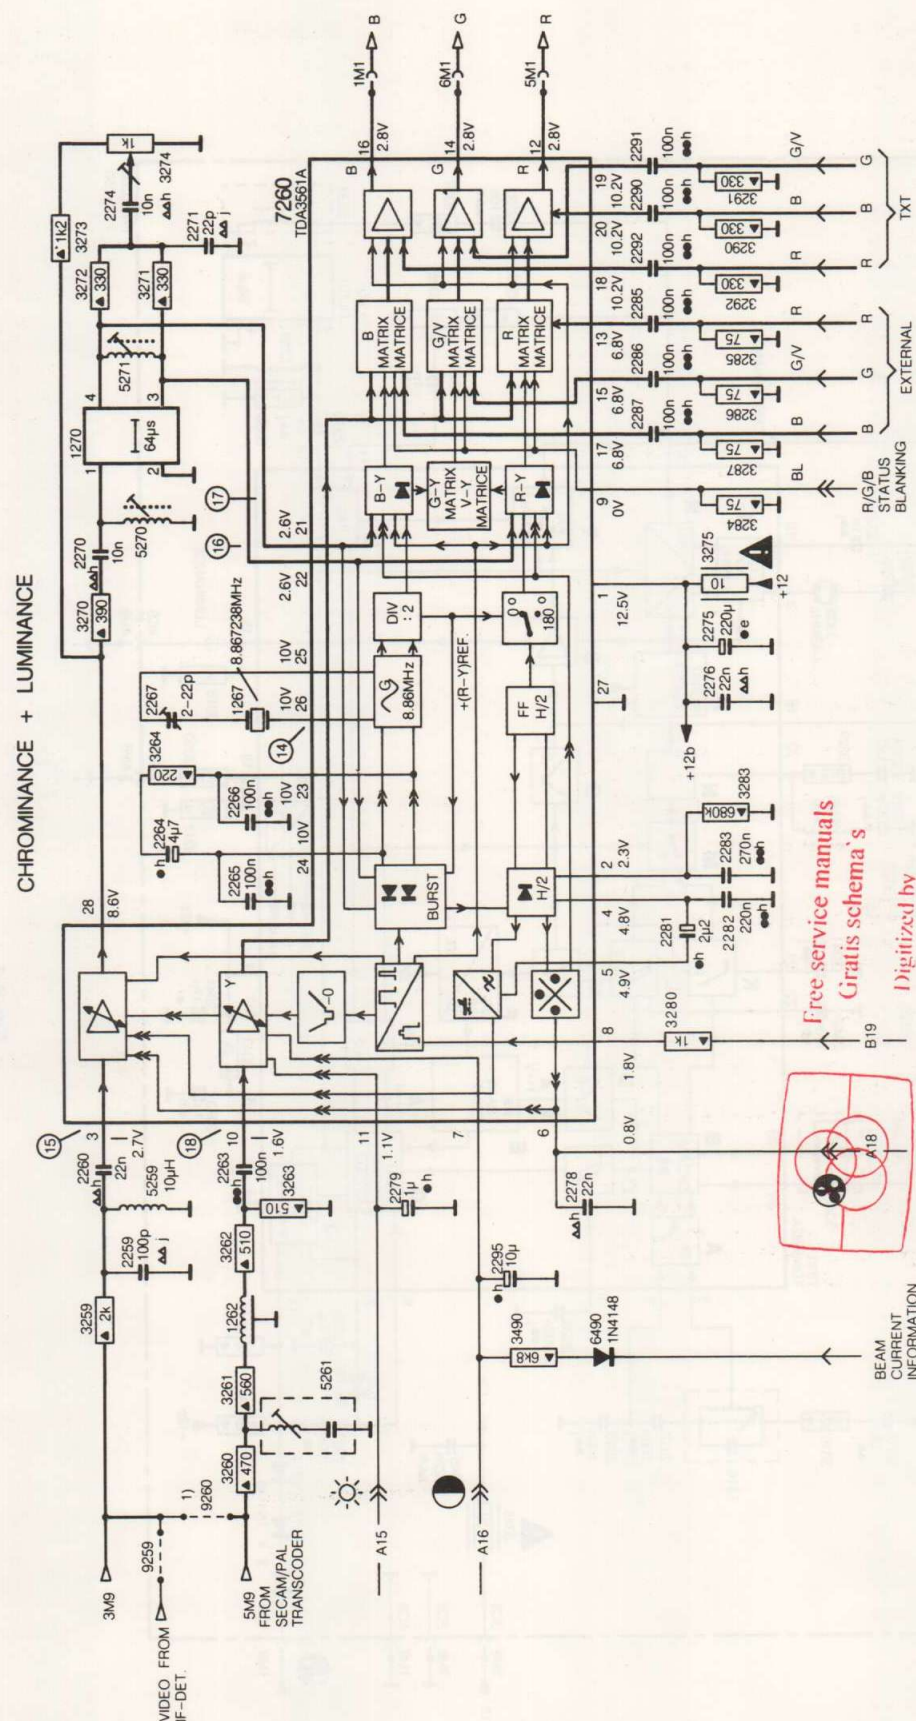 CHROMINANCE + LUMINANCE
VIDEO FROM
IF-DET.
3M9
9259
1)
9260
5M9
FROM
SECAM/PAL
TRANSCODER
3259
2k
2259
100p
▲▲ j
5259
10µH
2260
22n
▲▲h
15
3
2.7V
3260
470
3261
560
5261
1262
3262
510
2263
100n
●●h
3263
510
18
10
1.6V
A15
2279
1µ
●h
11
1.1V
A16
2295
10µ
●h
7
3490
6k8
6490
1N4148
BEAM
CURRENT
INFORMATION
2278
22n
▲▲h
6
0.8V
A18
B19
3280
1k
8
1.8V
28
8.6V
3270
390
2270
10n
▲▲h
5270
1270
64µs
1
2
3
4
5271
3272
330
3271
330
3273
1k2
2274
10n
▲▲h
3274
1k
2271
22p
▲▲ j
2264
4µ7
●h
3264
220
2265
100n
●●h
2266
100n
●●h
24
10V
23
10V
2267
2-22p
1267
8.867238MHz
14
26
10V
25
10V
16
17
22
2.6V
21
2.6V
7260
TDA3561A
Y
BURST
G
8.86MHz
DIV
: 2
+(R-Y)REF.
H/2
FF
H/2
0°
180°
B-Y
G-Y
MATRIX
V-Y
MATRICE
R-Y
B
MATRIX
MATRICE
G/V
MATRIX
MATRICE
R
MATRIX
MATRICE
B
16
2.8V
1M1
B
G
14
2.8V
6M1
G
R
12
2.8V
5M1
R
5
4.9V
4
4.8V
2
2.3V
2281
2µ2
●h
2282
220n
●●h
2283
270n
●●h
3283
680k
27
1
12.5V
+12b
2276
22n
▲▲h
2275
220µ
●e
3275
10
+12
9
0V
3284
75
BL
R/G/B
STATUS
BLANKING
17
6.8V
2287
100n
●●h
3287
75
B
B
15
6.8V
2286
100n
●●h
3286
75
G/V
G
13
6.8V
2285
100n
●●h
3285
75
R
R
EXTERNAL
18
10.2V
2292
100n
●●h
3292
330
R
R
20
10.2V
2290
100n
●●h
3290
330
B
B
19
10.2V
2291
100n
●●h
3291
330
G/V
G
TXT
Free service manuals
Gratis schema's
Digitized by